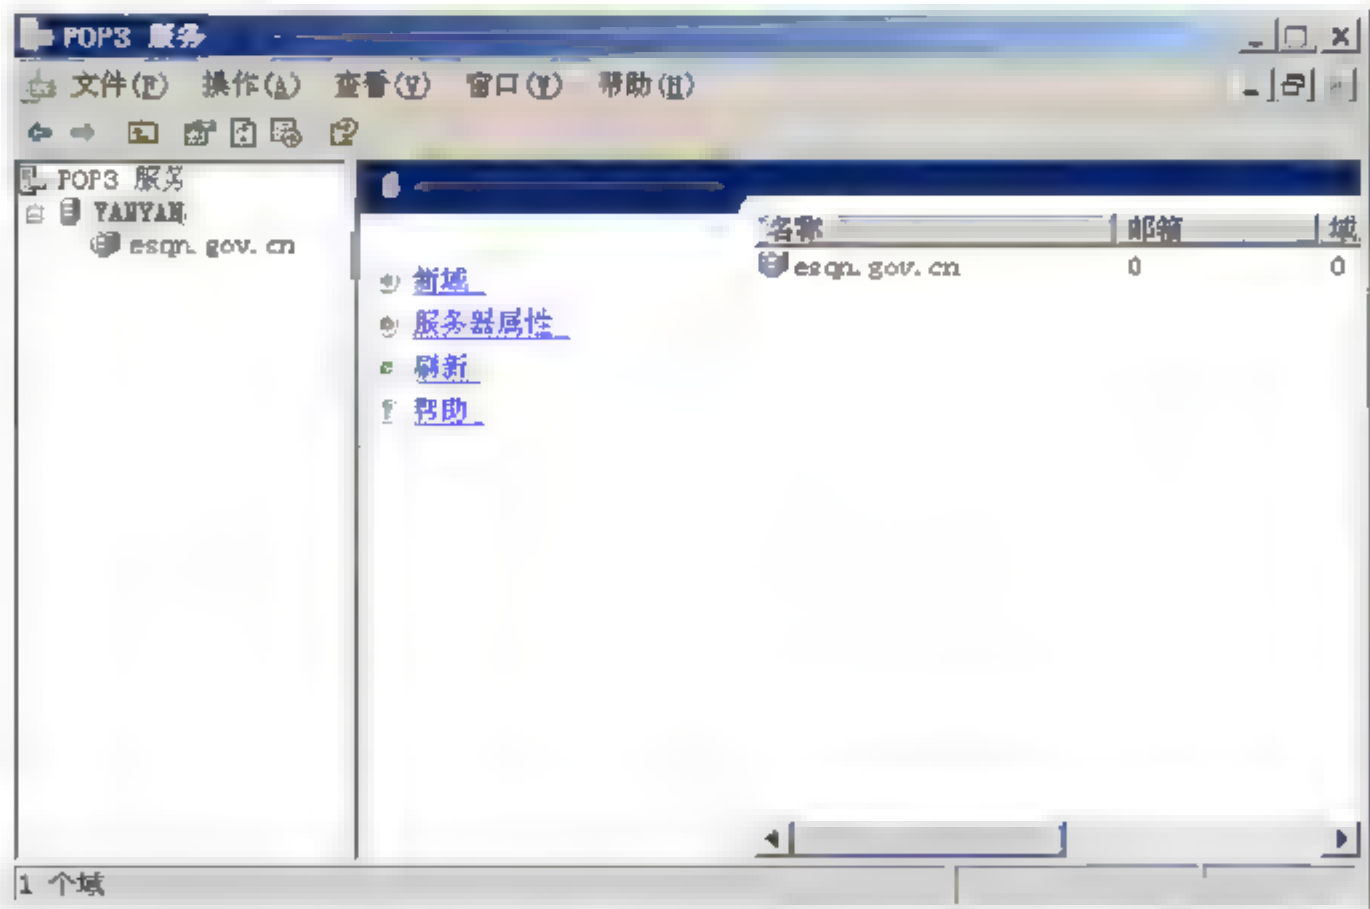 POP3 服务
文件(F) 操作(A) 查看(V) 窗口(W) 帮助(H)
POP3 服务
YANYAN
esqn.gov.cn
新域
服务器属性
刷新
帮助
名称 邮箱 域
esqn.gov.cn 0 0
1 个域